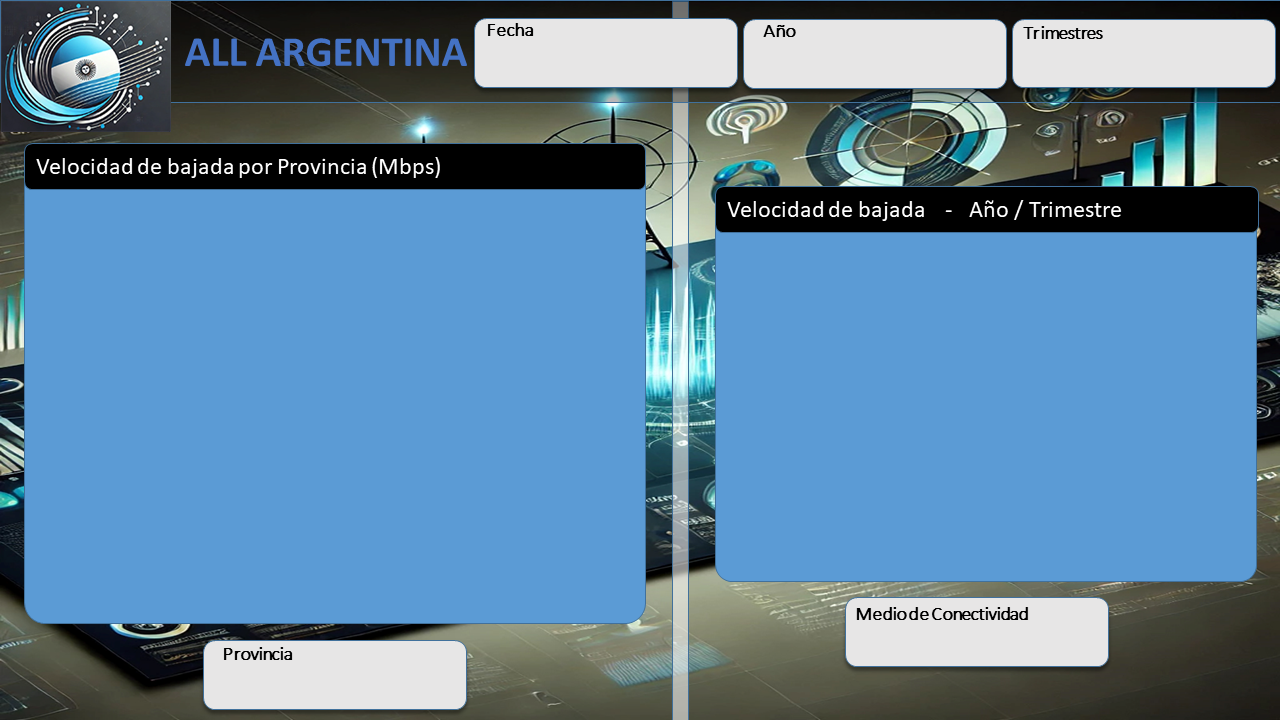 ALL ARGENTINA
Fecha
Año
Trimestres
Velocidad de bajada por Provincia (Mbps)
Velocidad de bajada - Año / Trimestre
Medio de Conectividad
Provincia